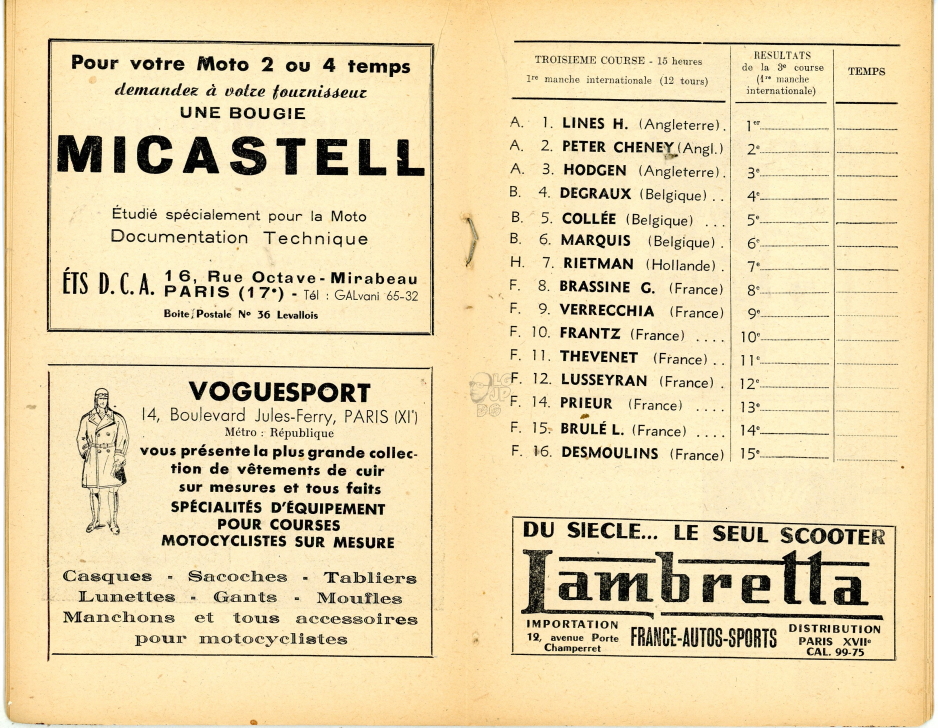 Pour votre Moto 2 ou 4 temps
demandez à votre fournisseur
UNE BOUGIE
MICASTELL
Étudié spécialement pour la Moto
Documentation Technique
ÉTS D.C.A. 16, Rue Octave-Mirabeau
PARIS (17e) - Tél : GALvani 65-32
Boite Postale No 36 Levallois
VOGUESPORT
14, Boulevard Jules-Ferry, PARIS (XIe)
Métro : République
vous présente la plus grande collec-
tion de vêtements de cuir
sur mesures et tous faits
SPÉCIALITÉS D'ÉQUIPEMENT
POUR COURSES
MOTOCYCLISTES SUR MESURE
Casques - Sacoches - Tabliers
Lunettes - Gants - Moufles
Manchons et tous accessoires
pour motocyclistes
TROISIEME COURSE - 15 heures
1re manche internationale (12 tours)
RESULTATS
de la 3e course
(1re manche
internationale)
TEMPS
A. 1. LINES H. (Angleterre). 1er
A. 2. PETER CHENEY (Angl.) 2e
A. 3. HODGEN (Angleterre). 3e
B. 4. DEGRAUX (Belgique) .. 4e
B. 5. COLLÉE (Belgique) ... 5e
B. 6. MARQUIS (Belgique) . 6e
H. 7. RIETMAN (Hollande) . 7e
F. 8. BRASSINE G. (France) 8e
F. 9. VERRECCHIA (France) 9e
F. 10. FRANTZ (France) .... 10e
F. 11. THEVENET (France) .. 11e
F. 12. LUSSEYRAN (France) . 12e
F. 14. PRIEUR (France) .... 13e
F. 15. BRULÉ L. (France) .... 14e
F. 16. DESMOULINS (France) 15e
LG
JP
DG
DU SIECLE... LE SEUL SCOOTER
Lambretta
IMPORTATION
12, avenue Porte
Champerret
FRANCE-AUTOS-SPORTS
DISTRIBUTION
PARIS XVIIe
CAL. 99-75